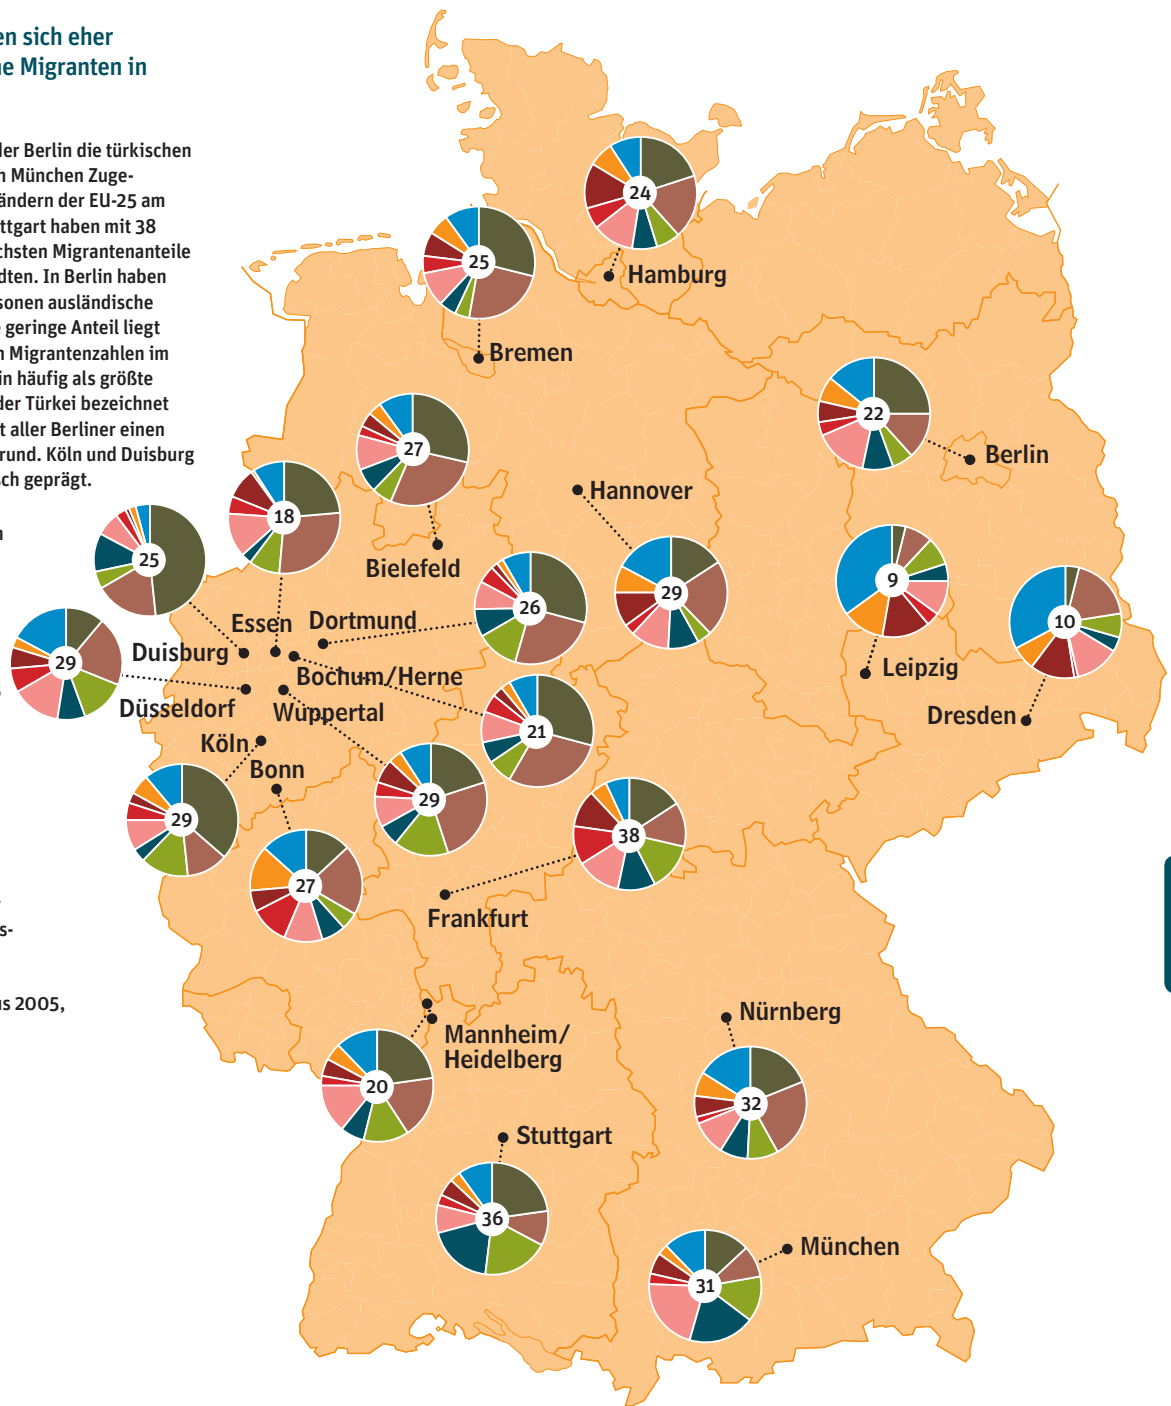 en sich eher
ne Migranten in
der Berlin die türkischen
n München Zuge-
ändern der EU-25 am
ttgart haben mit 38
chsten Migrantenanteile
dten. In Berlin haben
sonen ausländische
geringe Anteil liegt
n Migrantenzahlen im
in häufig als größte
der Türkei bezeichnet
t aller Berliner einen
rund. Köln und Duisburg
sch geprägt.
n
s-
us 2005,
24
Hamburg
25
Bremen
22
Berlin
27
Bielefeld
Hannover
29
18
Essen
25
Duisburg
26
Dortmund
9
Leipzig
10
Dresden
29
Düsseldorf
Bochum/Herne
21
Wuppertal
29
Köln
29
Bonn
27
38
Frankfurt
Mannheim/
Heidelberg
20
Nürnberg
32
Stuttgart
36
München
31